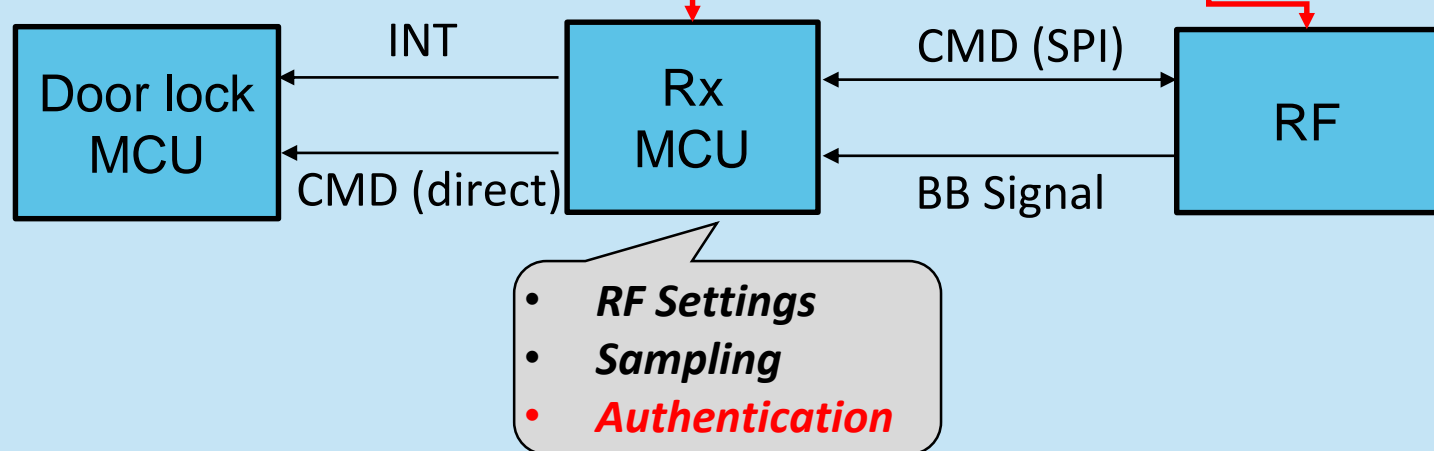 INT
CMD (SPI)
Door lock
MCU
Rx
MCU
RF
CMD (direct)
BB Signal
• RF Settings
• Sampling
• Authentication